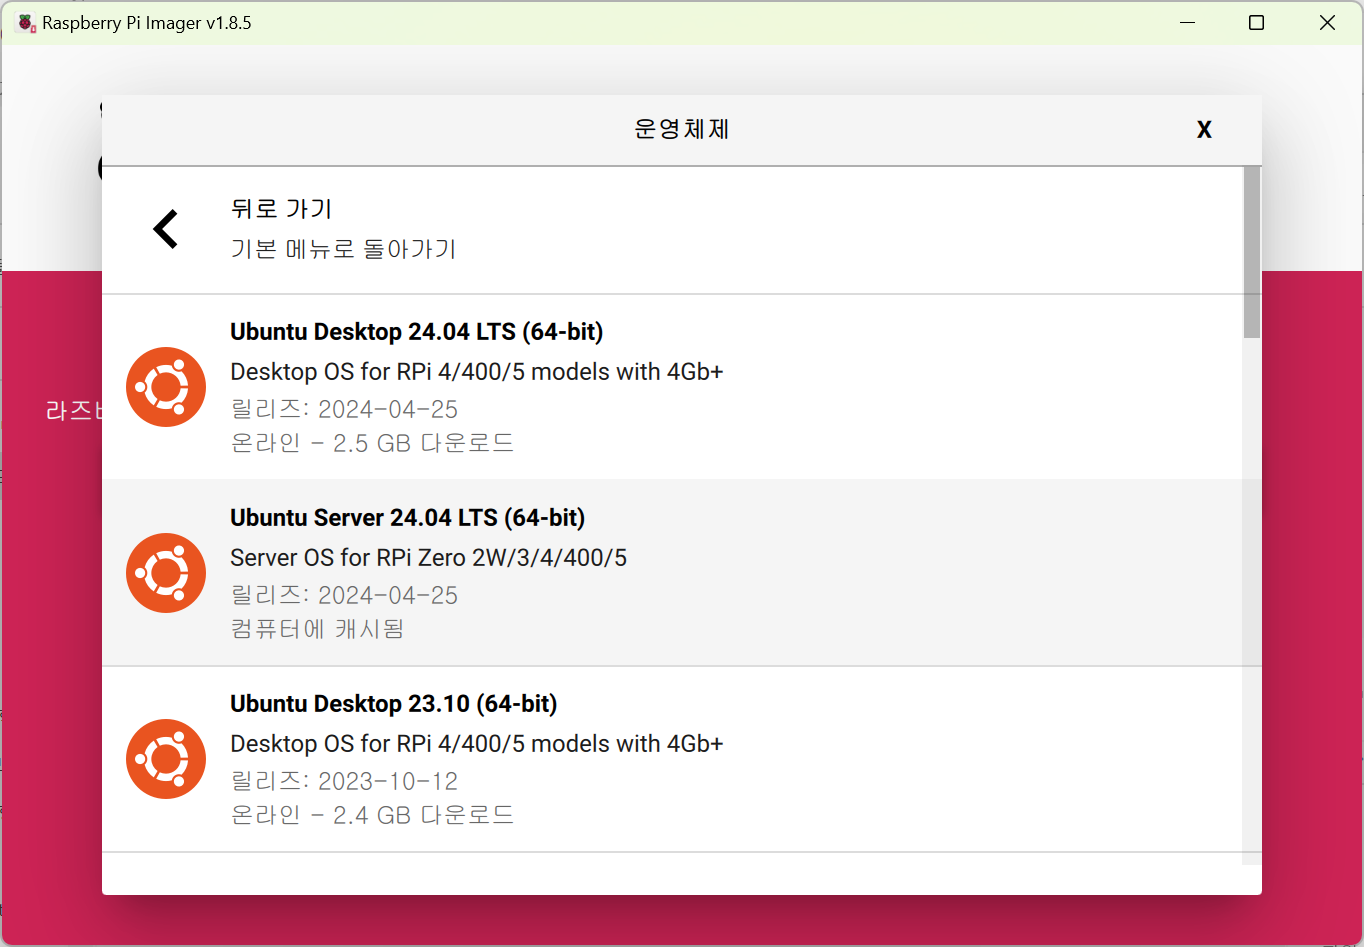 Raspberry Pi Imager v1.8.5
운영체제
X
뒤로 가기
기본 메뉴로 돌아가기
Ubuntu Desktop 24.04 LTS (64-bit)
Desktop OS for RPi 4/400/5 models with 4Gb+
릴리즈: 2024-04-25
온라인 - 2.5 GB 다운로드
라즈
Ubuntu Server 24.04 LTS (64-bit)
Server OS for RPi Zero 2W/3/4/400/5
릴리즈: 2024-04-25
컴퓨터에 캐시됨
Ubuntu Desktop 23.10 (64-bit)
Desktop OS for RPi 4/400/5 models with 4Gb+
릴리즈: 2023-10-12
온라인 - 2.4 GB 다운로드